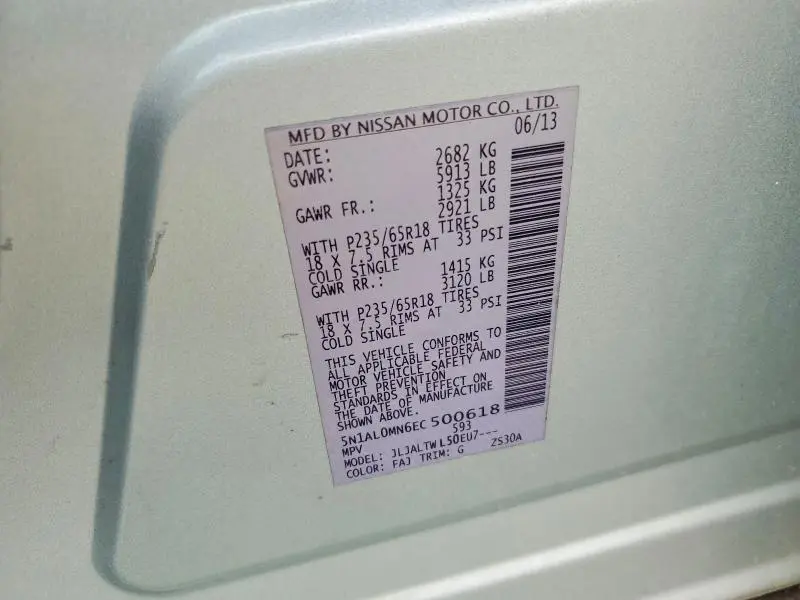 MFD BY NISSAN MOTOR CO., LTD.
DATE: 06/13
GVWR: 2682 KG
5913 LB
GAWR FR.: 1325 KG
2921 LB
WITH P235/65R18 TIRES
18 X 7.5 RIMS AT 33 PSI
COLD SINGLE
GAWR RR.: 1415 KG
3120 LB
WITH P235/65R18 TIRES
18 X 7.5 RIMS AT 33 PSI
COLD SINGLE
THIS VEHICLE CONFORMS TO
ALL APPLICABLE FEDERAL
MOTOR VEHICLE SAFETY AND
THEFT PREVENTION
STANDARDS IN EFFECT ON
THE DATE OF MANUFACTURE
SHOWN ABOVE.
5N1AL0MN6EC500618
MPV 593
MODEL: JLJALTWL50EU7---
COLOR: FAJ TRIM: G ZS30A